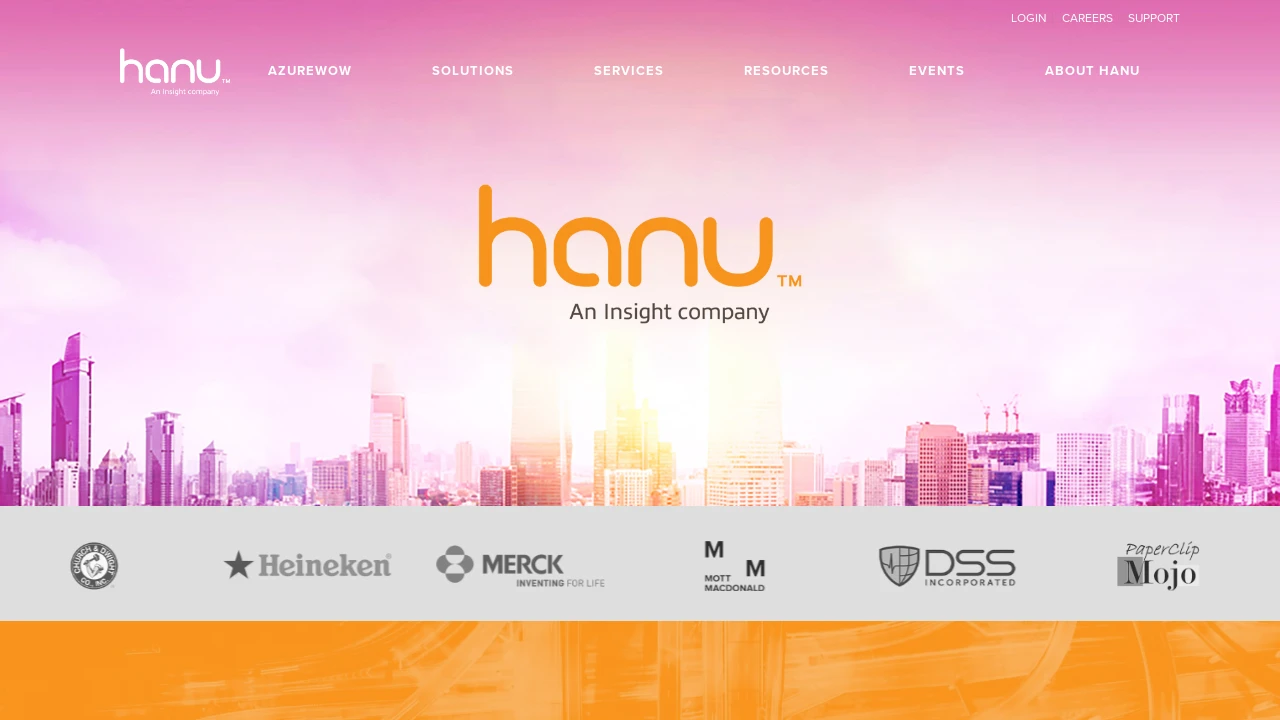 LOGIN CAREERS SUPPORT
hanu™
An Insight company
AZUREWOW SOLUTIONS SERVICES RESOURCES EVENTS ABOUT HANU
hanu™
An Insight company
CHURCH & DWIGHT CO., INC.
Heineken®
MERCK
INVENTING FOR LIFE
M
M
MOTT
MACDONALD
DSS
INCORPORATED
PaperClip
Mojo